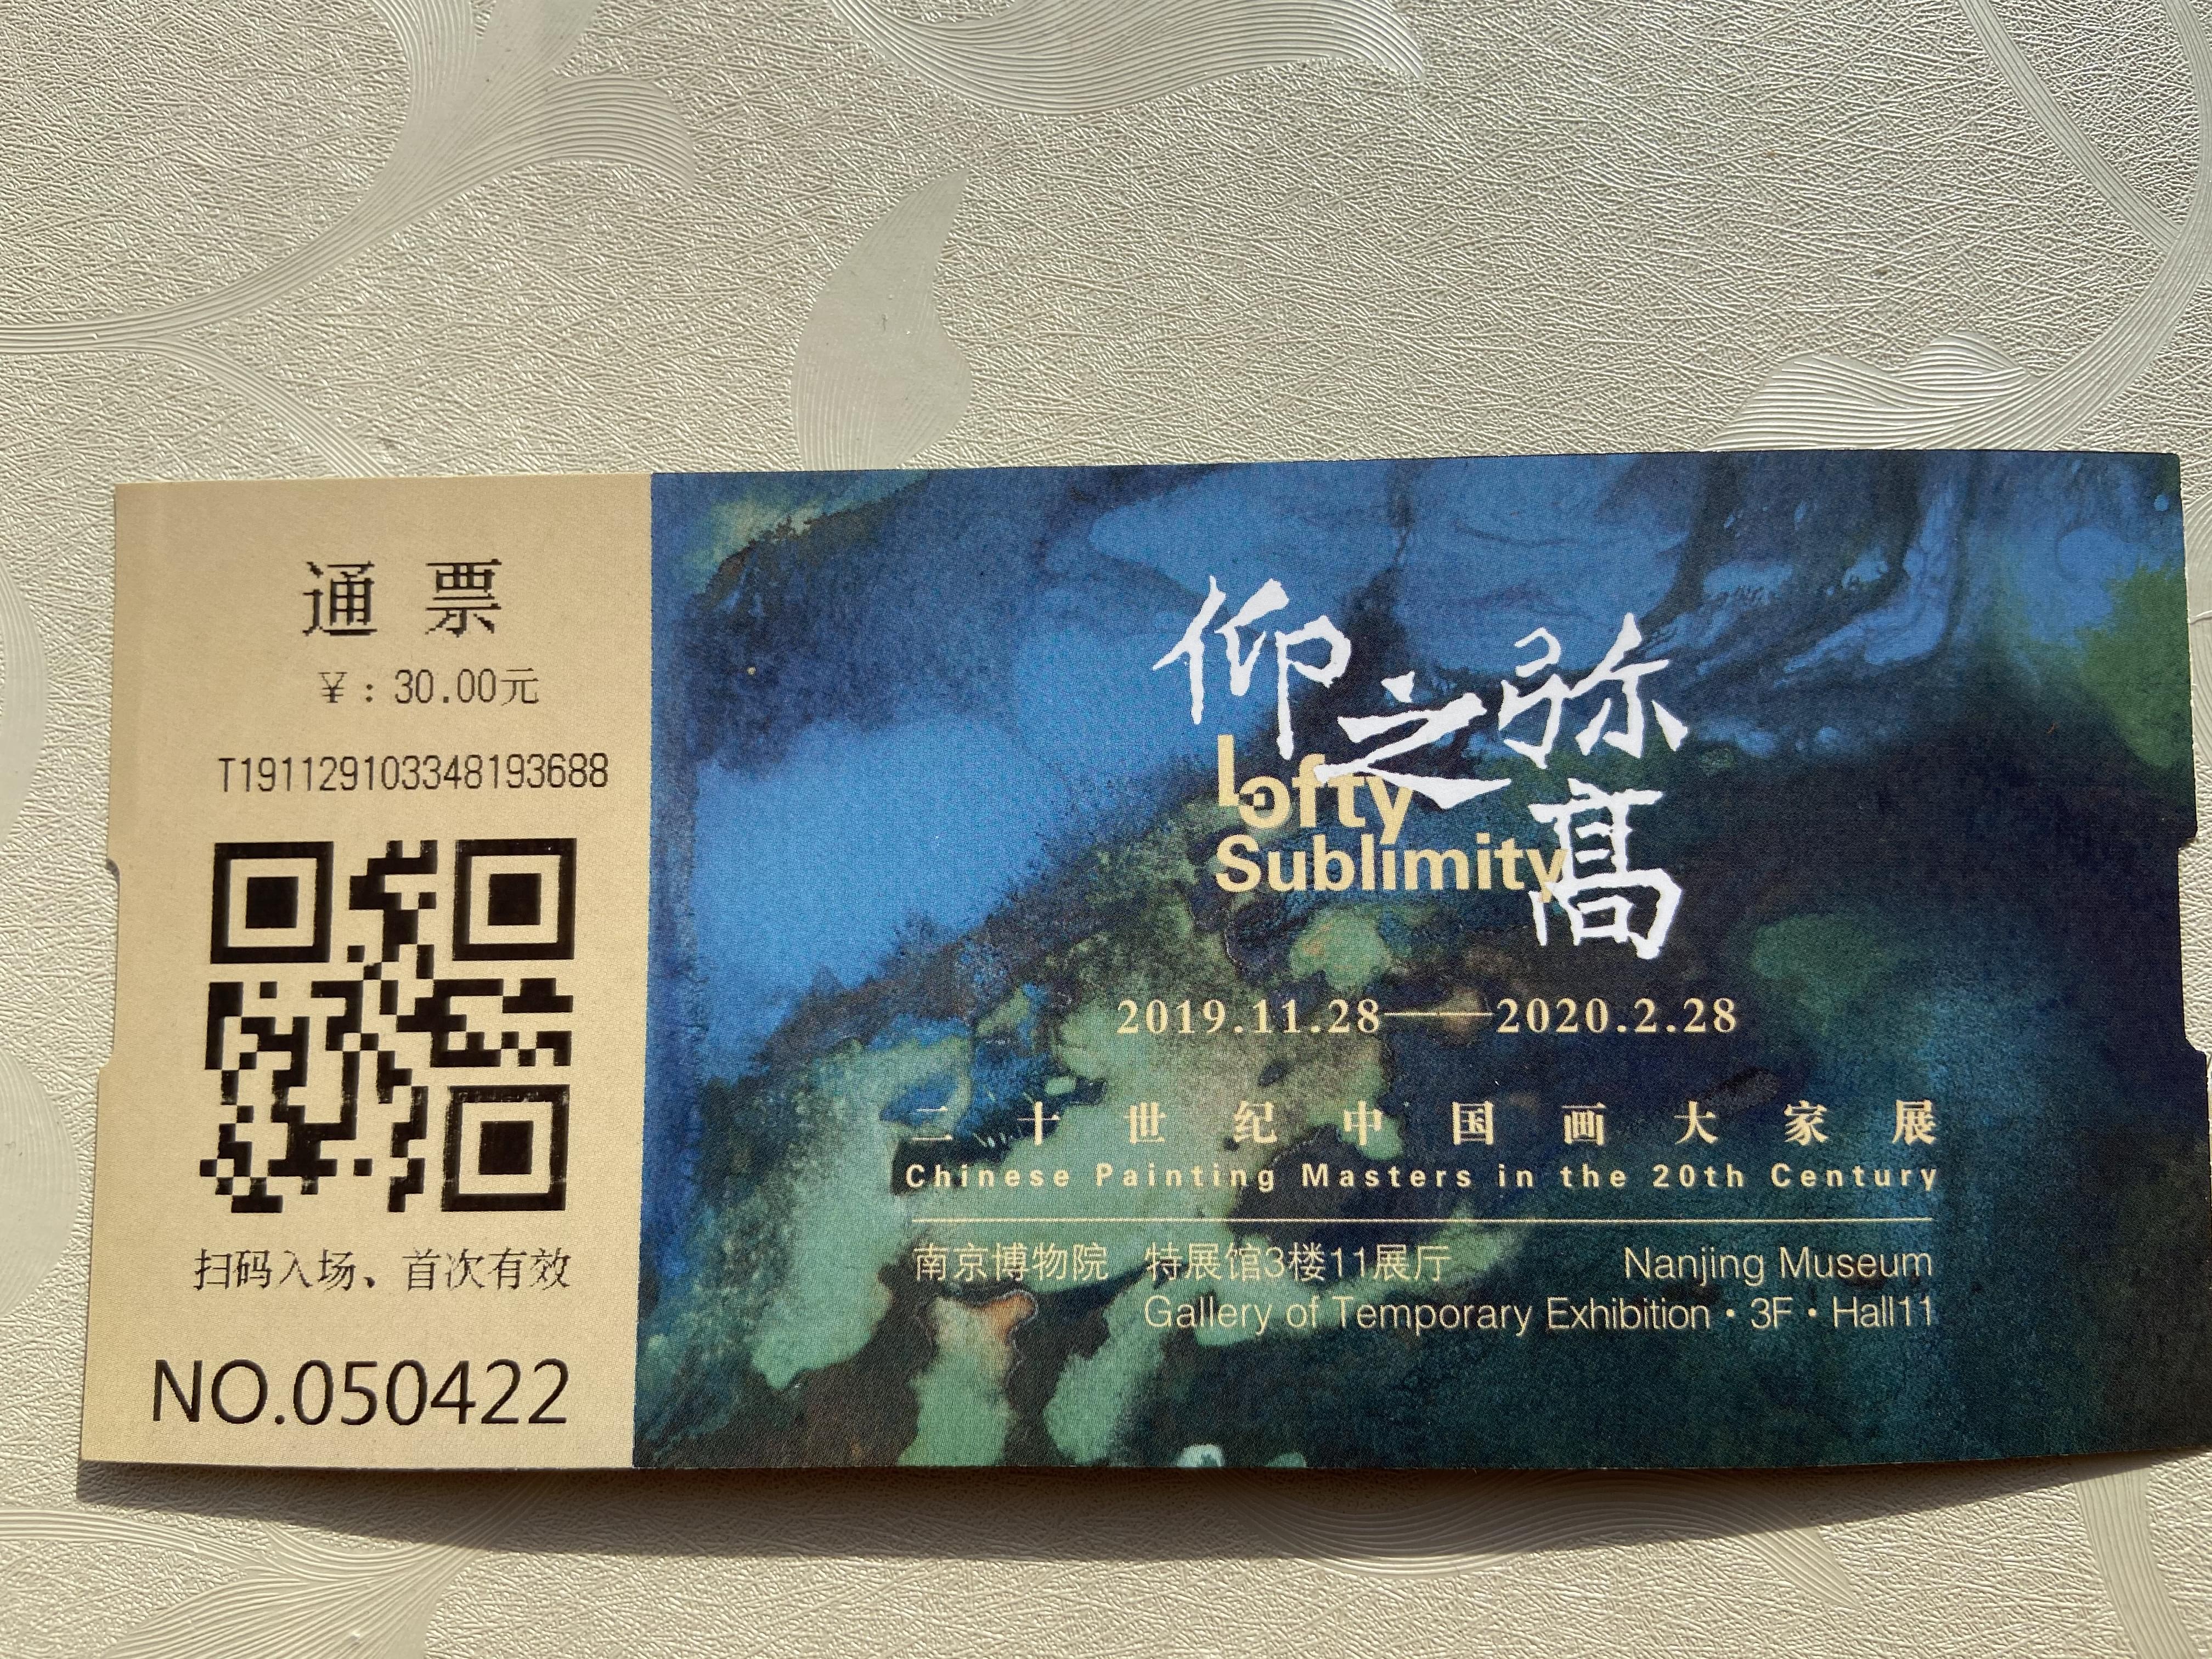 通票
￥：30.00元
T191129103348193688
扫码入场、首次有效
NO.050422
仰之弥高
Lofty
Sublimity
2019.11.28——2020.2.28
二十世纪中国画大家展
Chinese Painting Masters in the 20th Century
南京博物院 特展馆3楼11展厅 Nanjing Museum
Gallery of Temporary Exhibition·3F·Hall11